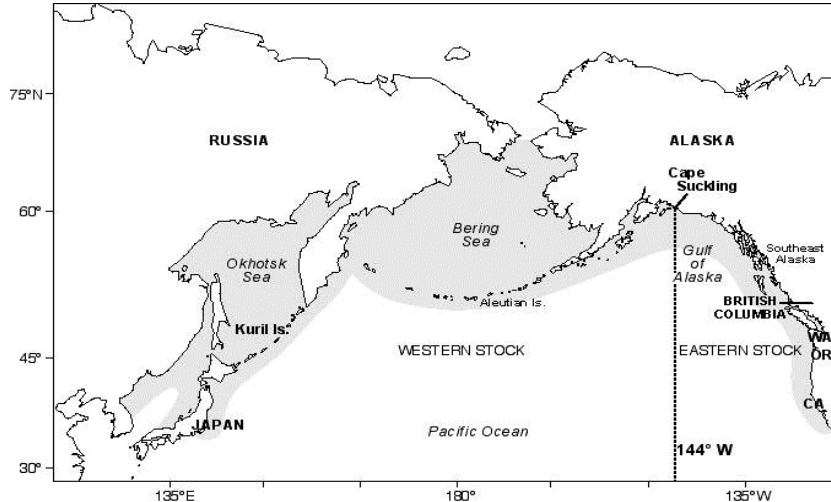 75°N
RUSSIA
ALASKA
Cape
Suckling
60°
Bering
Sea
Okhotsk
Sea
Gulf
of
Alaska
Southeast
Alaska
Aleutian Is.
BRITISH
COLUMBIA
Kuril Is.
WA
OR
45°
WESTERN STOCK
EASTERN STOCK
CA
JAPAN
Pacific Ocean
144° W
30°
135°E
180°
135°W